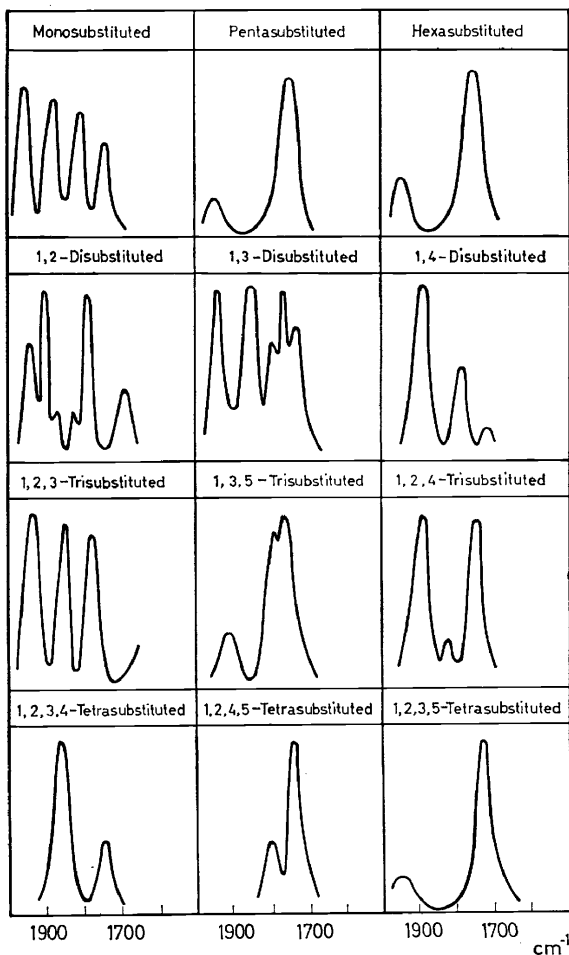 Monosubstituted Pentasubstituted Hexasubstituted
1,2-Disubstituted 1,3-Disubstituted 1,4-Disubstituted
1,2,3-Trisubstituted 1,3,5-Trisubstituted 1,2,4-Trisubstituted
1,2,3,4-Tetrasubstituted 1,2,4,5-Tetrasubstituted 1,2,3,5-Tetrasubstituted
1900 1700 1900 1700 1900 1700
cm⁻¹